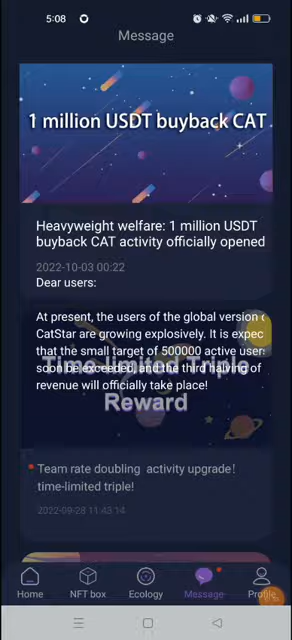 5:08
Message
1 million USDT buyback CAT
Heavyweight welfare: 1 million USDT
buyback CAT activity officially opened
2022-10-03 00:22
Dear users:
At present, the users of the global version
CatStar are growing explosively. It is expec
that the small target of 500000 active user
soon be exceeded, and the third halving of
revenue will officially take place!
Time-limited Triple
Reward
Team rate doubling activity upgrade!
time-limited triple!
2022-09-28 11:43:14
Home
NFT box
Ecology
Message
Profile